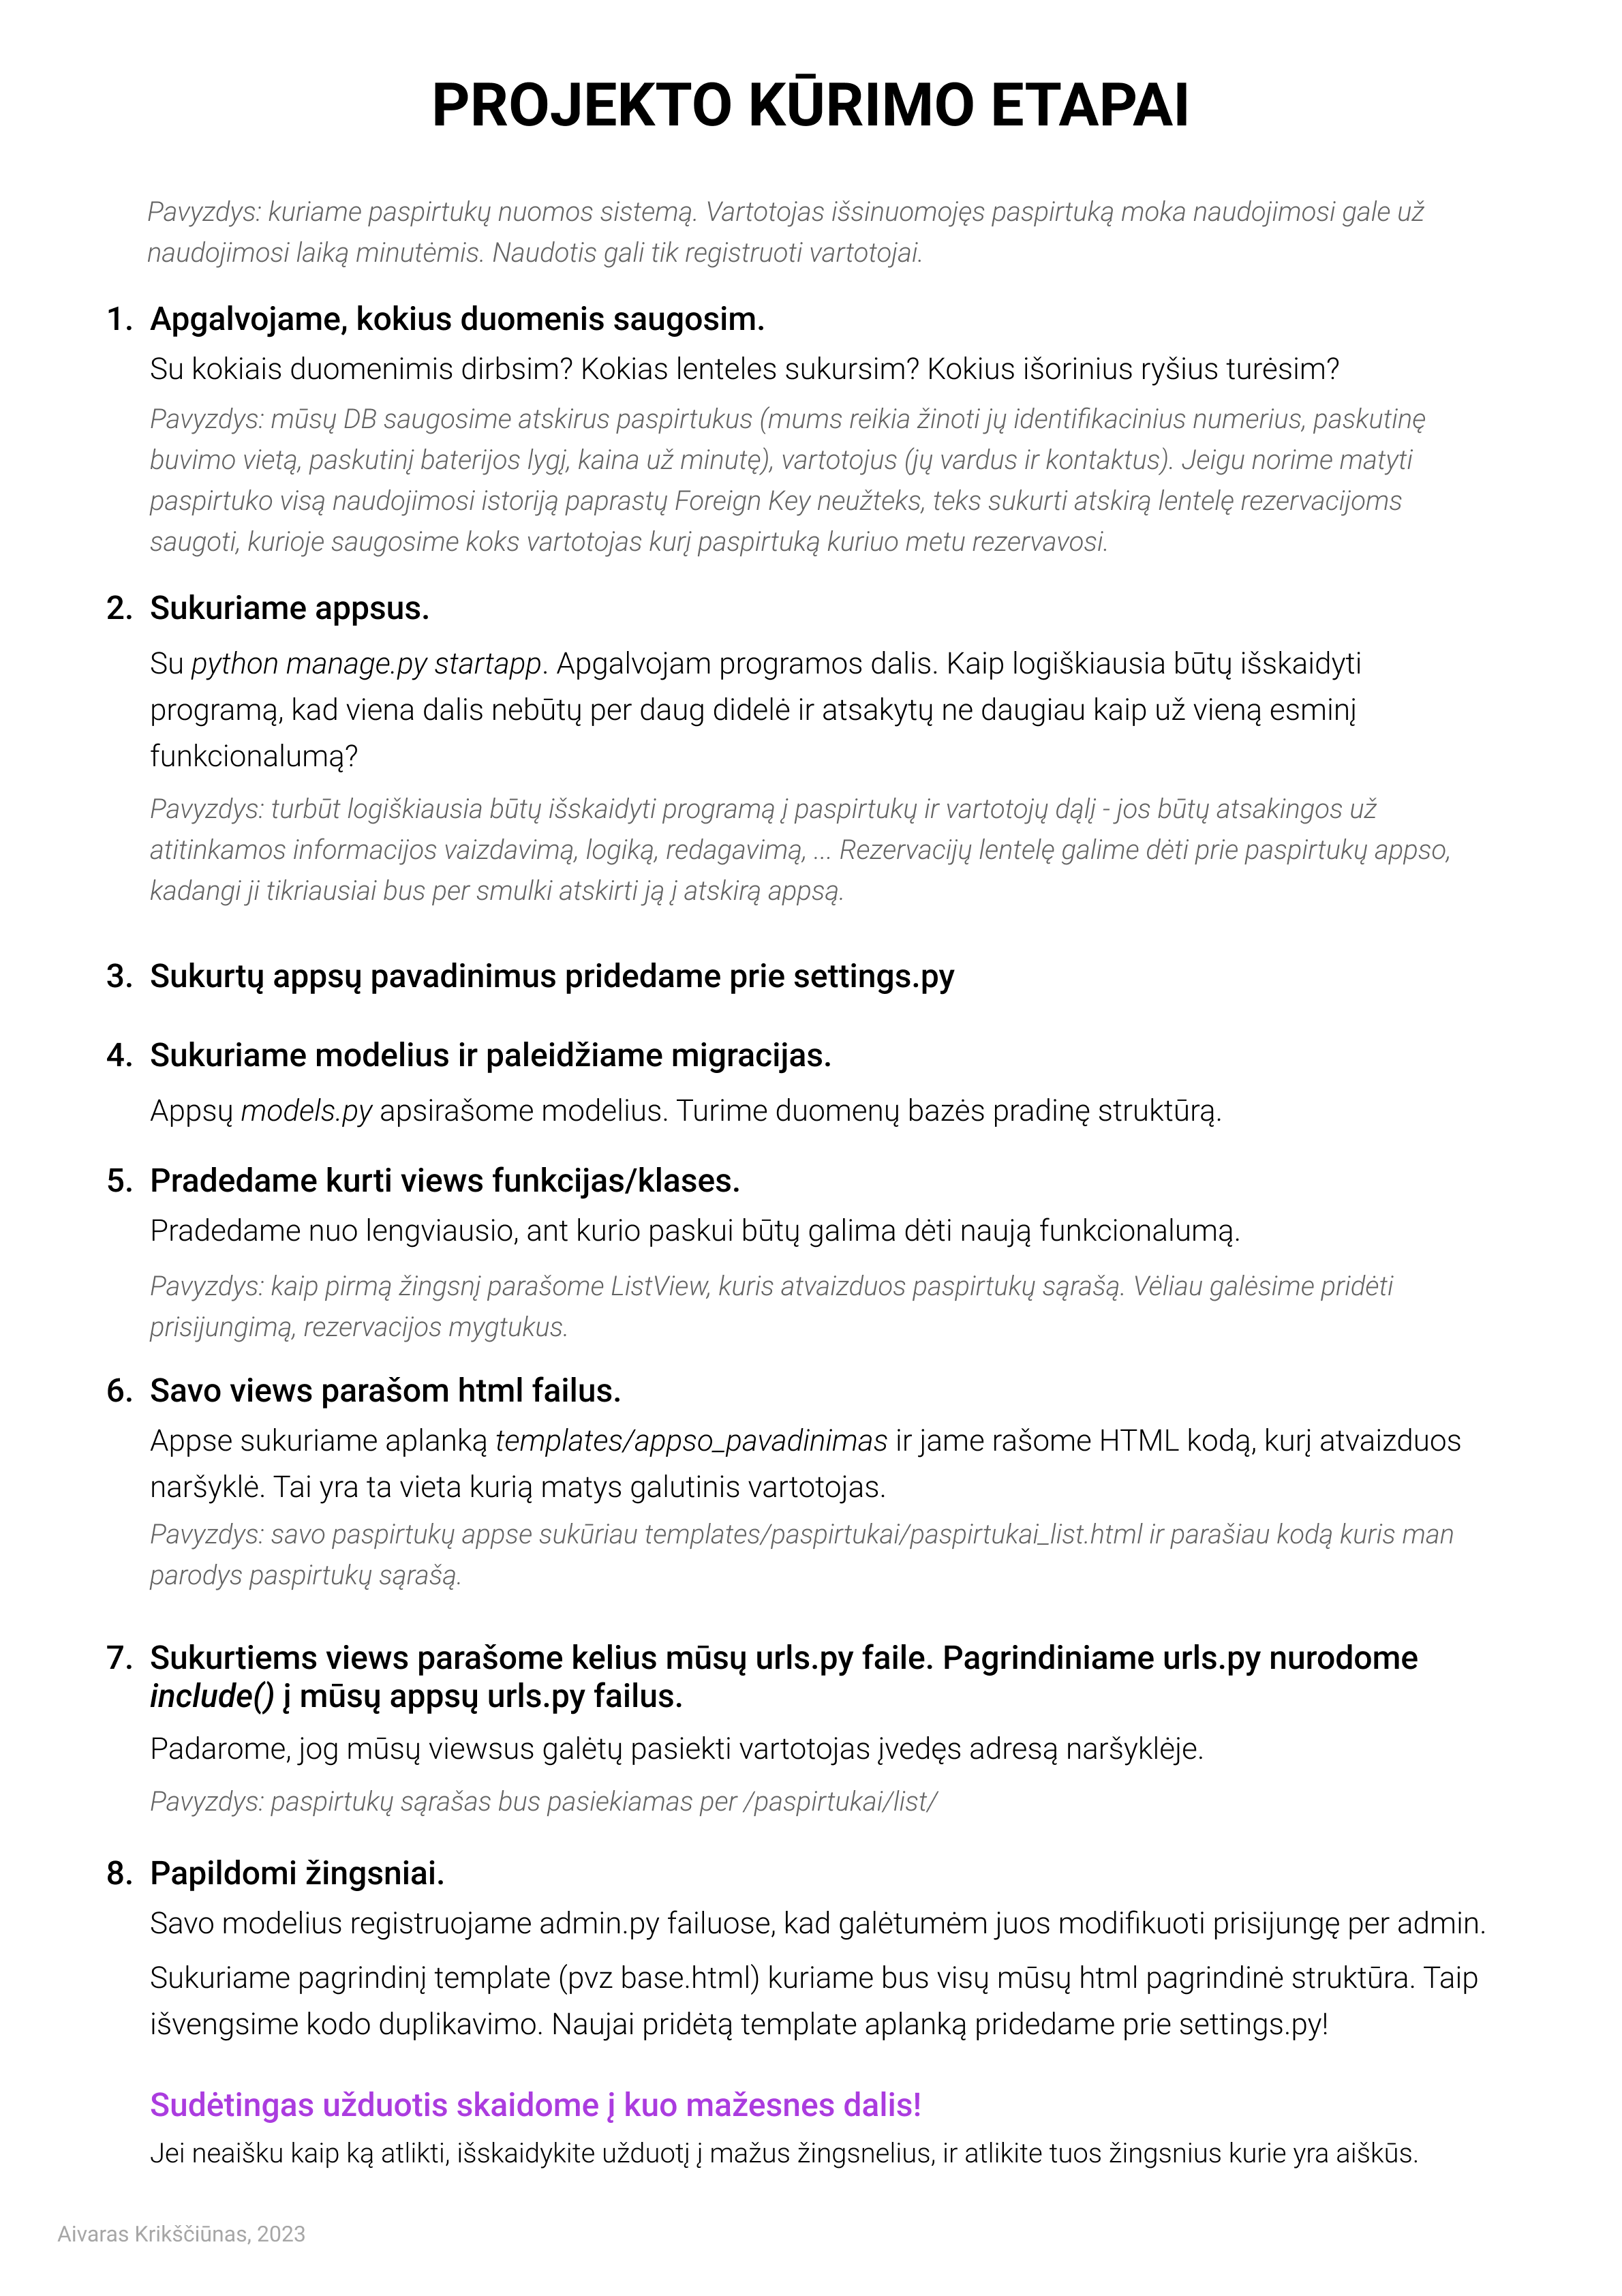 PROJEKTO KŪRIMO ETAPAI
Pavyzdys: kuriame paspirtukų nuomos sistemą. Vartotojas išsinuomojęs paspirtuką moka naudojimosi gale už
naudojimosi laiką minutėmis. Naudotis gali tik registruoti vartotojai.
1. Apgalvojame, kokius duomenis saugosim.
Su kokiais duomenimis dirbsim? Kokias lenteles sukursim? Kokius išorinius ryšius turėsim?
Pavyzdys: mūsų DB saugosime atskirus paspirtukus (mums reikia žinoti jų identifikacinius numerius, paskutinę
buvimo vietą, paskutinį baterijos lygį, kaina už minutę), vartotojus (jų vardus ir kontaktus). Jeigu norime matyti
paspirtuko visą naudojimosi istoriją paprastų Foreign Key neužteks, teks sukurti atskirą lentelę rezervacijoms
saugoti, kurioje saugosime koks vartotojas kurį paspirtuką kuriuo metu rezervavosi.
2. Sukuriame appsus.
Su python manage.py startapp. Apgalvojam programos dalis. Kaip logiškiausia būtų išskaidyti
programą, kad viena dalis nebūtų per daug didelė ir atsakytų ne daugiau kaip už vieną esminį
funkcionalumą?
Pavyzdys: turbūt logiškiausia būtų išskaidyti programą į paspirtukų ir vartotojų dąlį - jos būtų atsakingos už
atitinkamos informacijos vaizdavimą, logiką, redagavimą, ... Rezervacijų lentelę galime dėti prie paspirtukų appso,
kadangi ji tikriausiai bus per smulki atskirti ją į atskirą appsą.
3. Sukurtų appsų pavadinimus pridedame prie settings.py
4. Sukuriame modelius ir paleidžiame migracijas.
Appsų models.py apsirašome modelius. Turime duomenų bazės pradinę struktūrą.
5. Pradedame kurti views funkcijas/klases.
Pradedame nuo lengviausio, ant kurio paskui būtų galima dėti naują funkcionalumą.
Pavyzdys: kaip pirmą žingsnį parašome ListView, kuris atvaizduos paspirtukų sąrašą. Vėliau galėsime pridėti
prisijungimą, rezervacijos mygtukus.
6. Savo views parašom html failus.
Appse sukuriame aplanką templates/appso_pavadinimas ir jame rašome HTML kodą, kurį atvaizduos
naršyklė. Tai yra ta vieta kurią matys galutinis vartotojas.
Pavyzdys: savo paspirtukų appse sukūriau templates/paspirtukai/paspirtukai_list.html ir parašiau kodą kuris man
parodys paspirtukų sąrašą.
7. Sukurtiems views parašome kelius mūsų urls.py faile. Pagrindiniame urls.py nurodome
include() į mūsų appsų urls.py failus.
Padarome, jog mūsų viewsus galėtų pasiekti vartotojas įvedęs adresą naršyklėje.
Pavyzdys: paspirtukų sąrašas bus pasiekiamas per /paspirtukai/list/
8. Papildomi žingsniai.
Savo modelius registruojame admin.py failuose, kad galėtumėm juos modifikuoti prisijungę per admin.
Sukuriame pagrindinį template (pvz base.html) kuriame bus visų mūsų html pagrindinė struktūra. Taip
išvengsime kodo duplikavimo. Naujai pridėtą template aplanką pridedame prie settings.py!
Sudėtingas užduotis skaidome į kuo mažesnes dalis!
Jei neaišku kaip ką atlikti, išskaidykite užduotį į mažus žingsnelius, ir atlikite tuos žingsnius kurie yra aiškūs.
Aivaras Krikščiūnas, 2023